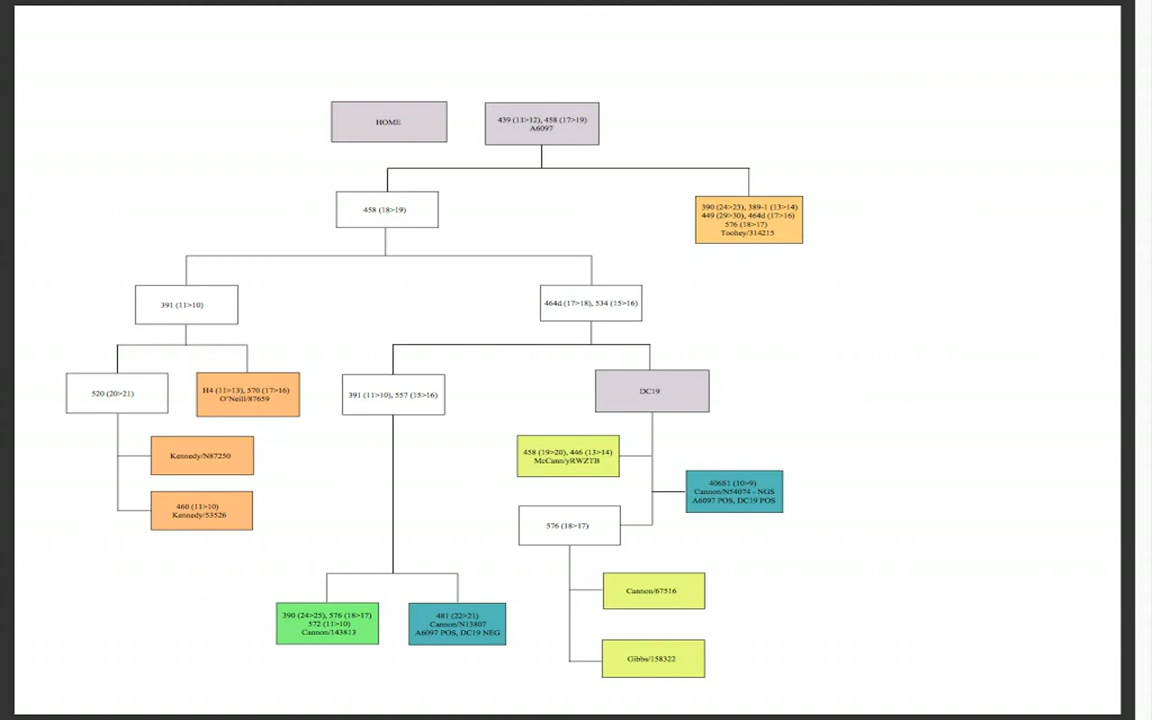 HOME
439 (11>12), 458 (17>19)
A6097
458 (18>19)
390 (24>23), 389-1 (13>14)
449 (29>30), 464d (17>16)
576 (18>17)
Toohey/314215
391 (11>10)
464d (17>18), 534 (15>16)
520 (20>21)
H4 (11>13), 570 (17>16)
O'Neill/87659
391 (11>10), 557 (15>16)
DC19
Kennedy/N87250
458 (19>20), 446 (13>14)
McCann/yRWZTB
406S1 (10>9)
Cannon/N54074 - NGS
A6097 POS, DC19 POS
460 (11>10)
Kennedy/53526
576 (18>17)
Cannon/67516
390 (24>25), 576 (18>17)
572 (11>10)
Cannon/143813
481 (22>21)
Cannon/N13807
A6097 POS, DC19 NEG
Gibbs/158322